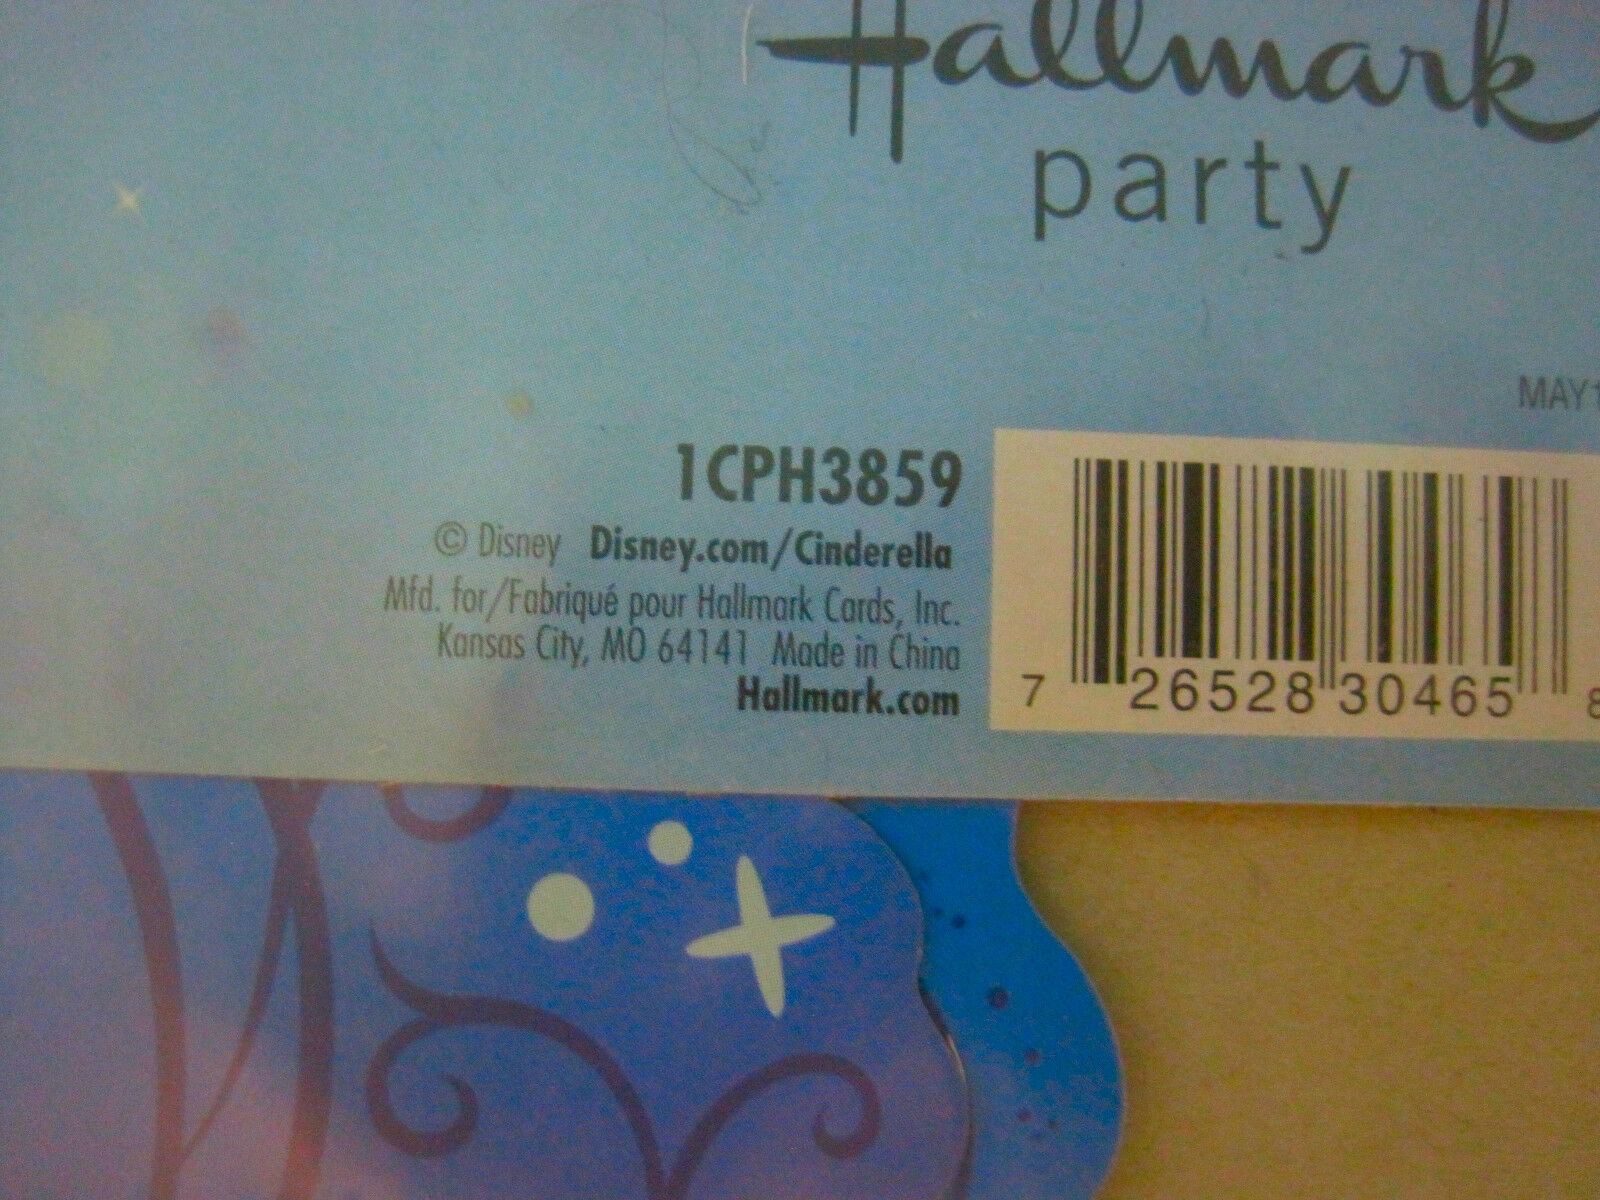 Hallmark
party
MAY1
1CPH3859
© Disney Disney.com/Cinderella
Mfd. for/Fabriqué pour Hallmark Cards, Inc.
Kansas City, MO 64141 Made in China
Hallmark.com
7 26528 30465 8